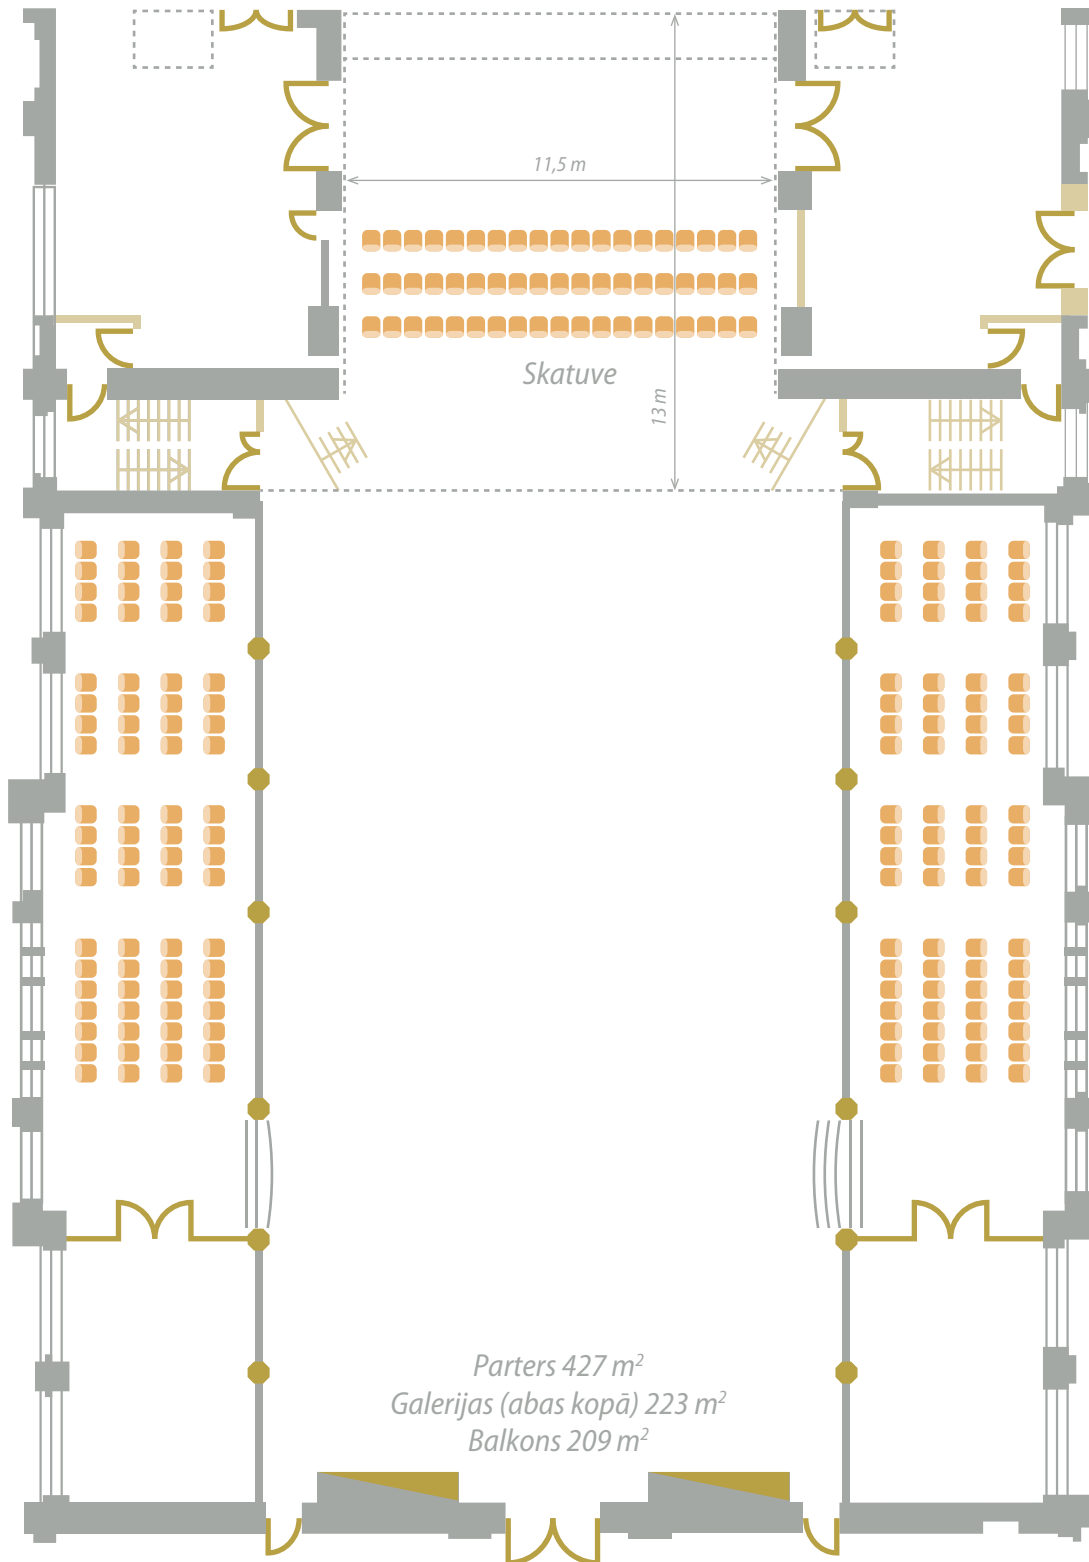 11,5 m
Skatuve
13 m
Parters 427 m²
Galerijas (abas kopā) 223 m²
Balkons 209 m²